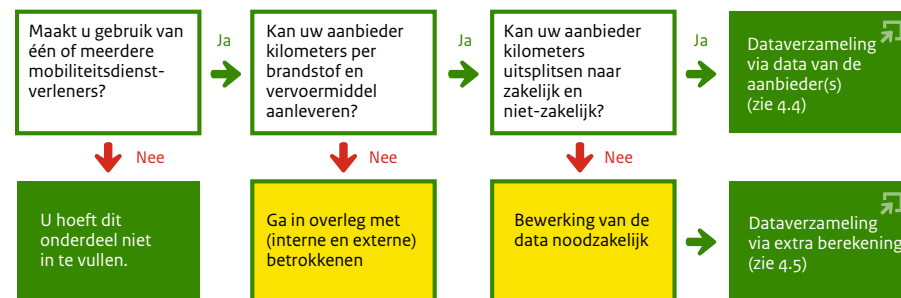 Maakt u gebruik van
één of meerdere
mobiliteitsdienst-
verleners?
Ja
Kan uw aanbieder
kilometers per
brandstof en
vervoermiddel
aanleveren?
Ja
Kan uw aanbieder
kilometers
uitsplitsen naar
zakelijk en
niet-zakelijk?
Ja
Dataverzameling
via data van de
aanbieder(s)
(zie 4.4)
Nee
Nee
Nee
U hoeft dit
onderdeel niet
in te vullen.
Ga in overleg met
(interne en externe)
betrokkenen
Bewerking van de
data noodzakelijk
Dataverzameling
via extra berekening
(zie 4.5)